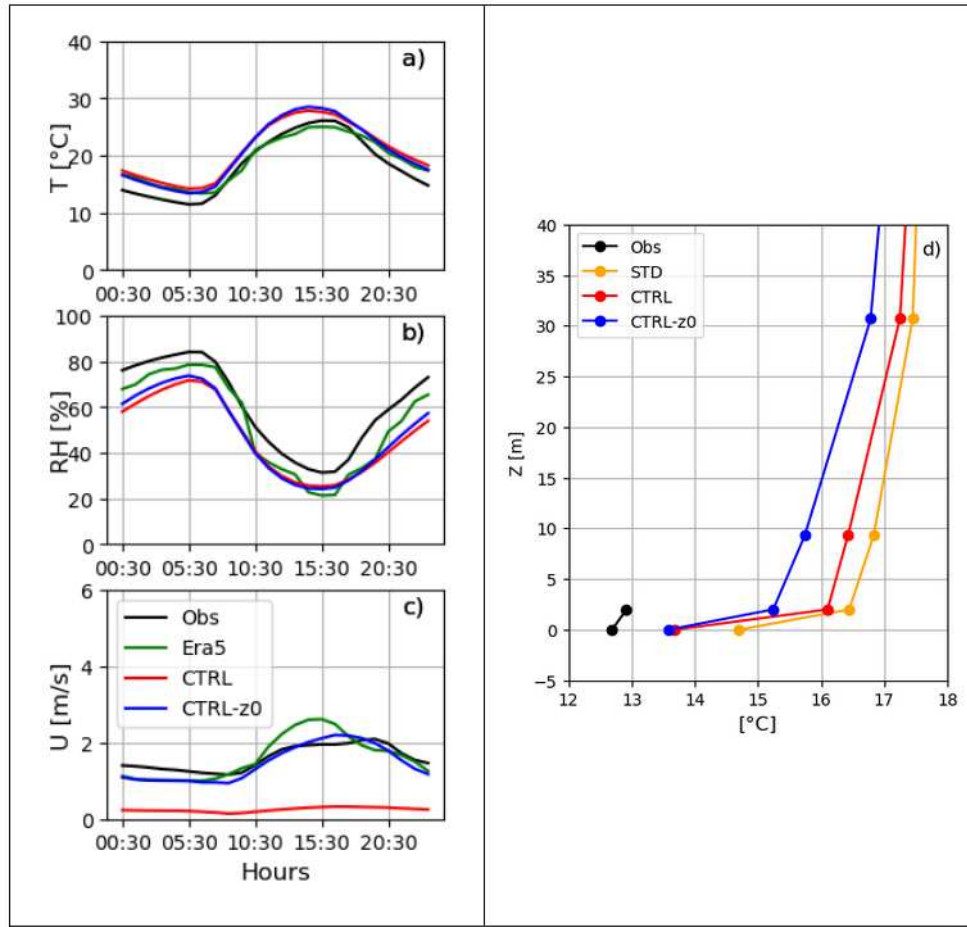 a)
T [°C]
40
30
20
10
0
00:30 05:30 10:30 15:30 20:30
b)
RH [%]
100
80
60
40
20
0
00:30 05:30 10:30 15:30 20:30
c)
U [m/s]
6
4
2
0
Obs
Era5
CTRL
CTRL-z0
00:30 05:30 10:30 15:30 20:30
Hours
d)
Z [m]
40
35
30
25
20
15
10
5
0
−5
Obs
STD
CTRL
CTRL-z0
12 13 14 15 16 17 18
[°C]